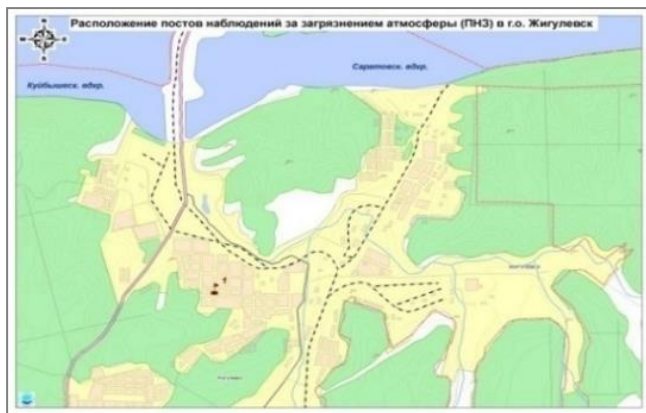 Расположение постов наблюдений за загрязнением атмосферы (ПНЗ) в г.о. Жигулевск
Саратовск. вдхр.
Куйбышевск. вдхр.